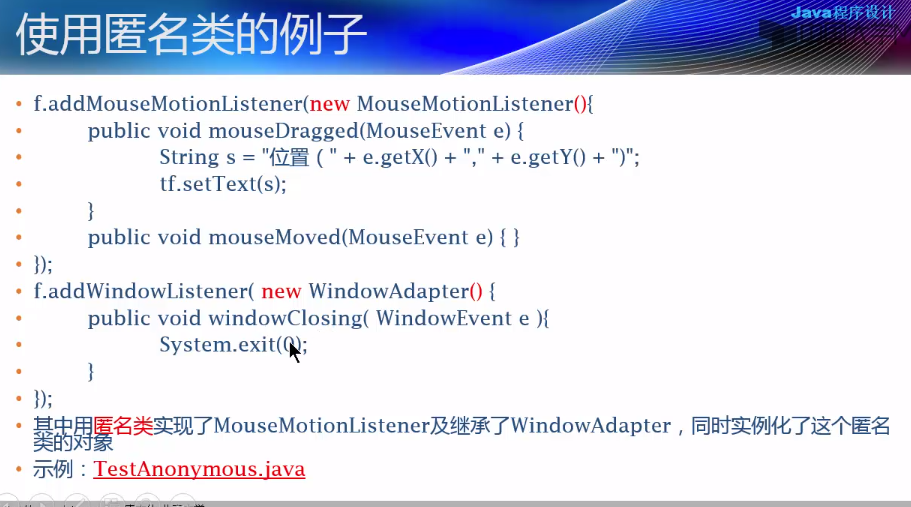 Java程序设计
使用匿名类的例子
f.addMouseMotionListener(new MouseMotionListener(){
public void mouseDragged(MouseEvent e) {
String s = "位置（" + e.getX() + "," + e.getY() + ")";
tf.setText(s);
}
public void mouseMoved(MouseEvent e) { }
});
f.addWindowListener( new WindowAdapter() {
public void windowClosing( WindowEvent e ){
System.exit(0);
}
});
其中用匿名类实现了MouseMotionListener及继承了WindowAdapter，同时实例化了这个匿名
类的对象
示例：TestAnonymous.java